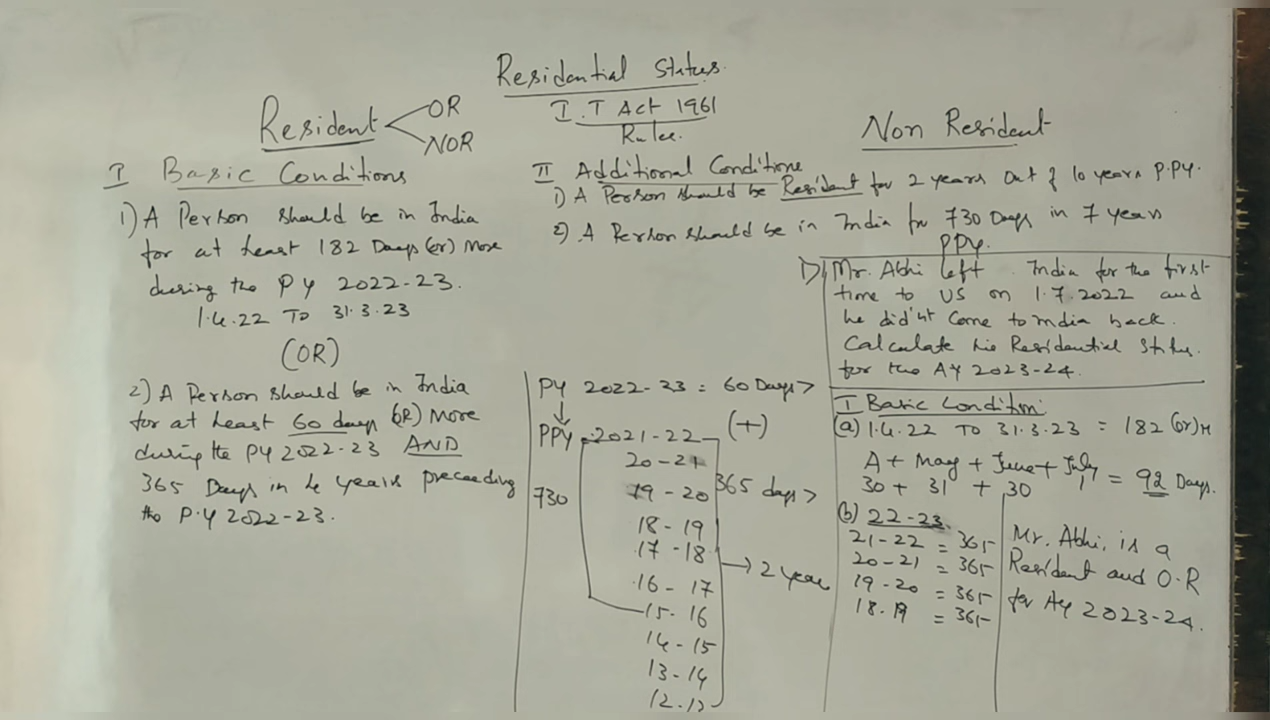 Residential Status.
I.T Act 1961
Rules.
Resident
OR
NOR
Non Resident
I Basic Conditions
1) A Person should be in India
for at least 182 Days (or) More
during the PY 2022-23.
1.4.22 TO 31.3.23
(OR)
2) A Person should be in India
for at least 60 days (OR) More
during the PY 2022-23 AND
365 Days in 4 years preceeding
the P.Y 2022-23.
II Additional Conditions
1) A Person should be Resident for 2 years Out of 10 years P.PY.
2) A Person should be in India for 730 Days in 7 years
PPY.
PY 2022-23 = 60 Days >
(+)
PPY 2021-22
20-21
19-20
18-19
17-18
16-17
15-16
14-15
13-14
12-13
730
365 days >
→ 2 year
1) Mr. Abhi left India for the first
time to US on 1.7.2022 and
he did'nt Come to India back.
Calculate his Residential Status.
for the AY 2023-24.
I Basic Condition
(a) 1.4.22 TO 31.3.23 = 182 (or) M
A + May + June + July
30 + 31 + 30 1 = 92 Days.
(b) 22-23.
21-22 = 365
20-21 = 365
19-20 = 365
18.19 = 365
Mr. Abhi, is a
Resident and O.R
for AY 2023-24.